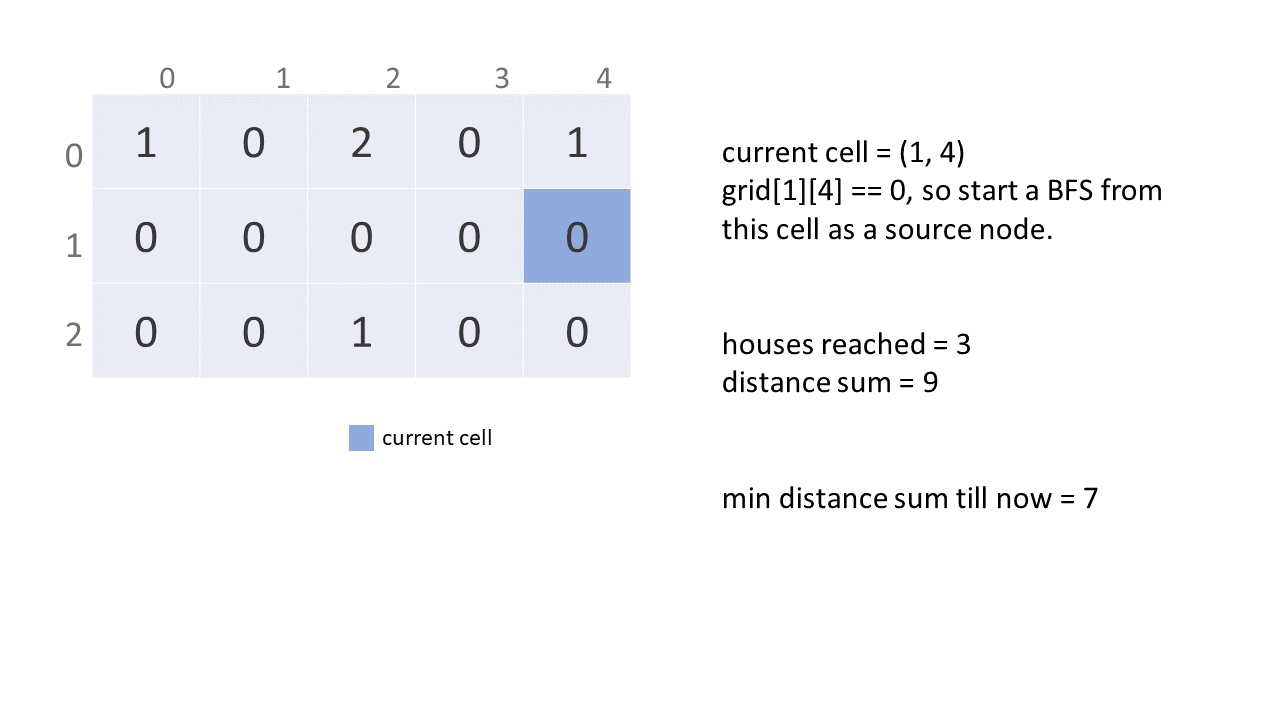 0 1 2 3 4
0 1 0 2 0 1
1 0 0 0 0 0
2 0 0 1 0 0
current cell
current cell = (1, 4)
grid[1][4] == 0, so start a BFS from
this cell as a source node.
houses reached = 3
distance sum = 9
min distance sum till now = 7